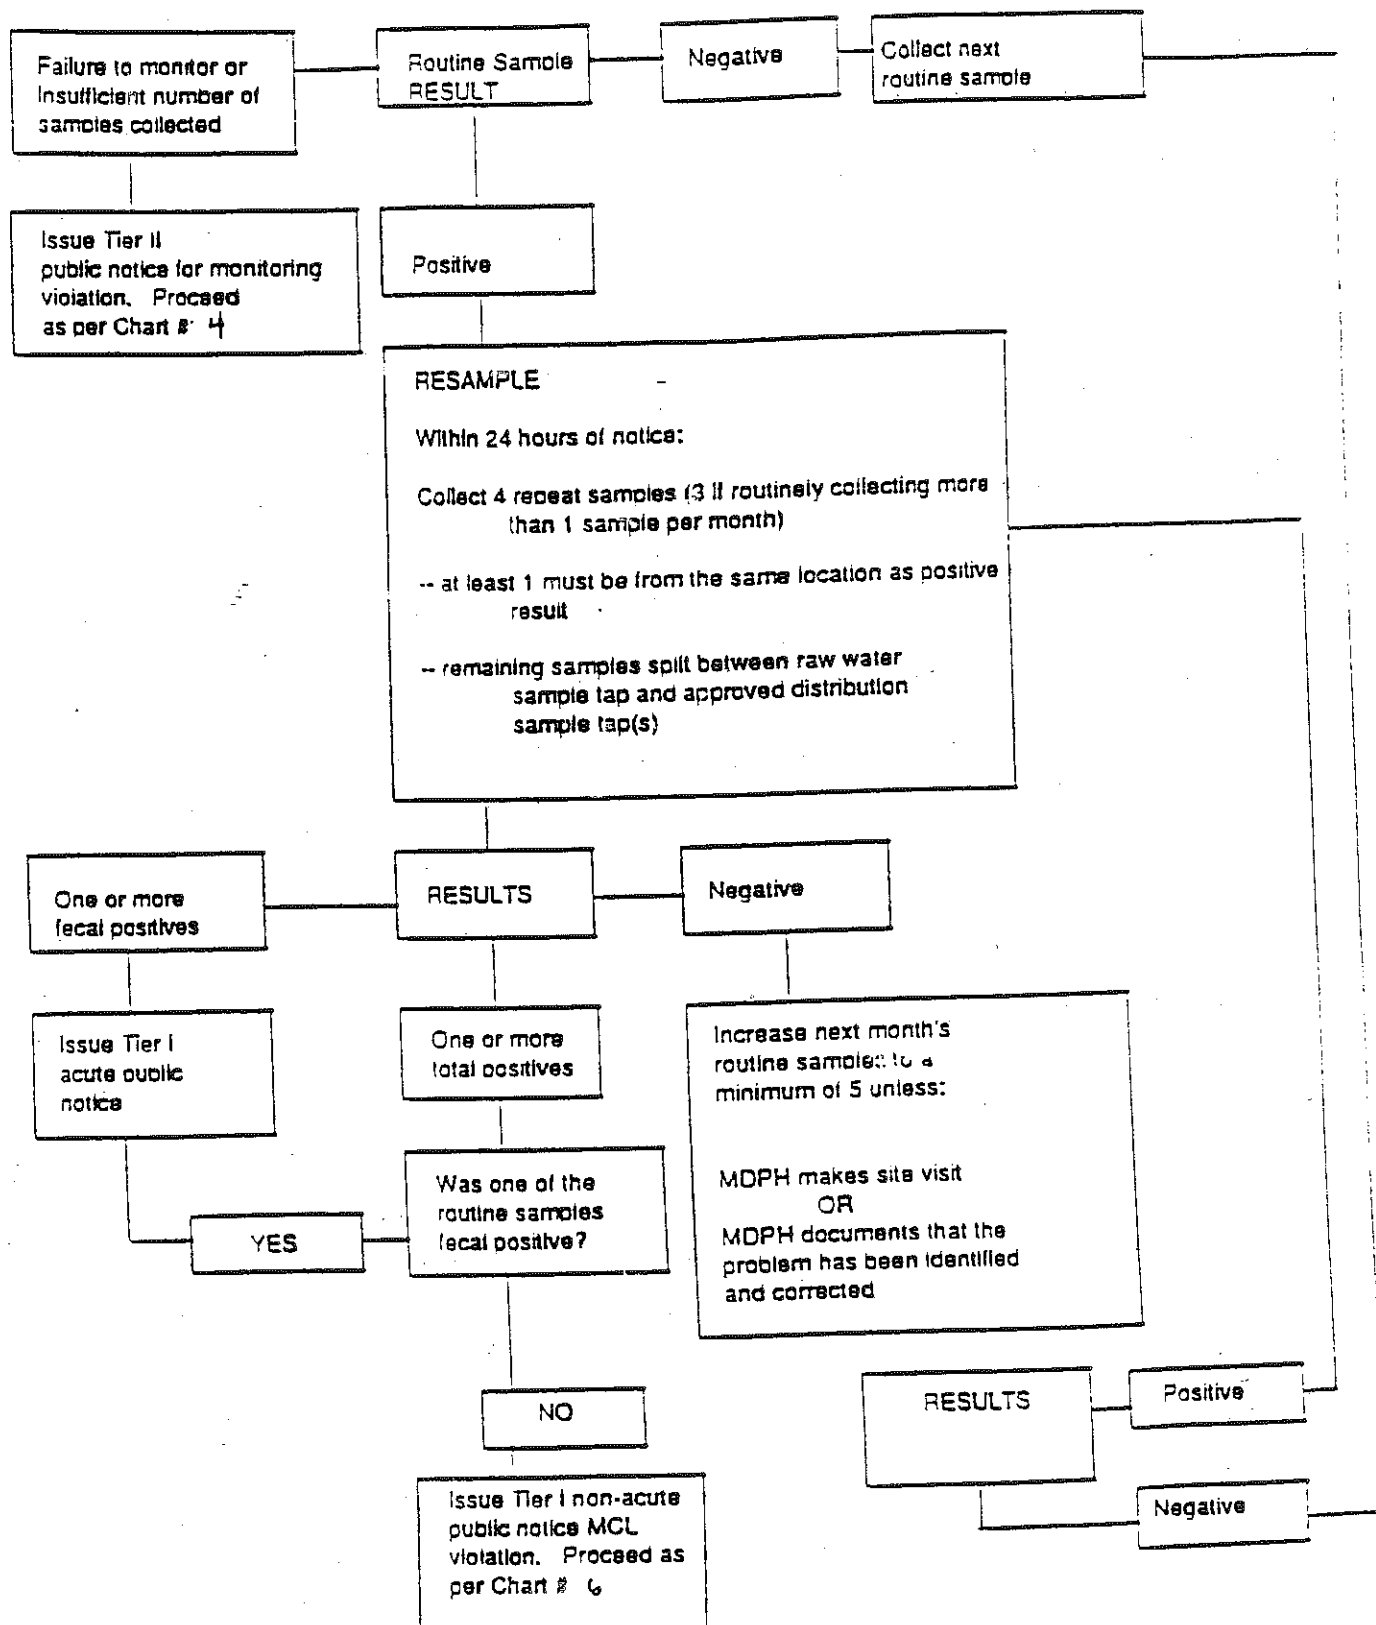 Failure to monitor or
Insufficient number of
samples collected
Routine Sample
RESULT
Negative
Collect next
routine sample
Issue Tier II
public notice for monitoring
violation. Proceed
as per Chart # 4
Positive
RESAMPLE
Within 24 hours of notice:
Collect 4 repeat samples (3 if routinely collecting more
than 1 sample per month)
-- at least 1 must be from the same location as positive
result
-- remaining samples split between raw water
sample tap and approved distribution
sample tap(s)
One or more
fecal positives
RESULTS
Negative
Issue Tier I
acute public
notice
One or more
total positives
Increase next month's
routine samples to a
minimum of 5 unless:
MDPH makes site visit
OR
MDPH documents that the
problem has been identified
and corrected
YES
Was one of the
routine samples
fecal positive?
NO
RESULTS
Positive
Negative
Issue Tier I non-acute
public notice MCL
violation. Proceed as
per Chart # 6